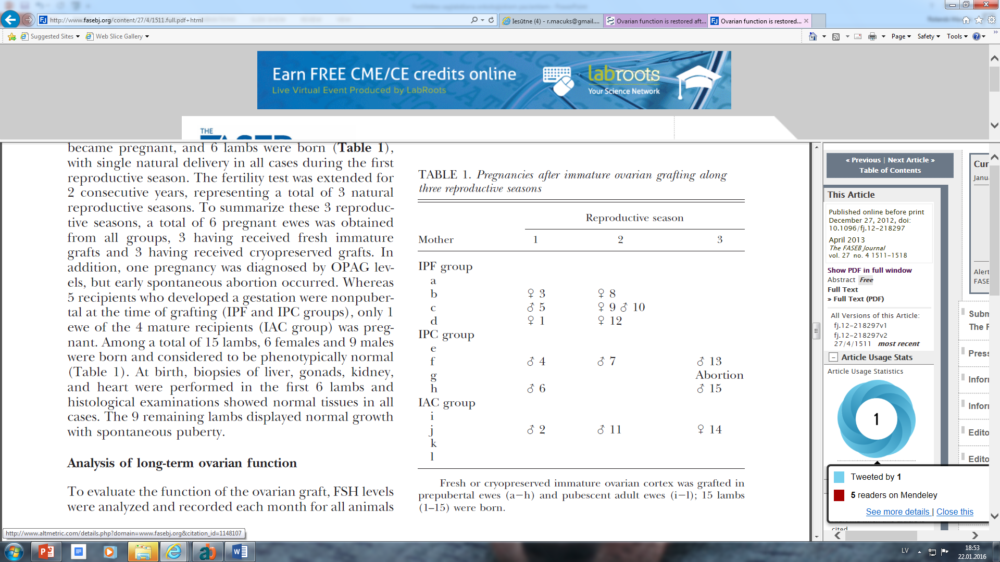 http://www.fasebj.org/content/27/4/1511.full.pdf+html
Iesūtne (4) - r.macuks@gmail....
Ovarian function is restored aft...
Ovarian function is restored...
Suggested Sites
Web Slice Gallery
Page
Safety
Tools
Earn FREE CME/CE credits online
Live Virtual Event Produced by LabRoots
labroots
Your Science Network
THE
FASEB
became pregnant, and 6 lambs were born (Table 1),
with single natural delivery in all cases during the first
reproductive season. The fertility test was extended for
2 consecutive years, representing a total of 3 natural
reproductive seasons. To summarize these 3 reproduc-
tive seasons, a total of 6 pregnant ewes was obtained
from all groups, 3 having received fresh immature
grafts and 3 having received cryopreserved grafts. In
addition, one pregnancy was diagnosed by OPAG lev-
els, but early spontaneous abortion occurred. Whereas
5 recipients who developed a gestation were nonpuber-
tal at the time of grafting (IPF and IPC groups), only 1
ewe of the 4 mature recipients (IAC group) was preg-
nant. Among a total of 15 lambs, 6 females and 9 males
were born and considered to be phenotypically normal
(Table 1). At birth, biopsies of liver, gonads, kidney,
and heart were performed in the first 6 lambs and
histological examinations showed normal tissues in all
cases. The 9 remaining lambs displayed normal growth
with spontaneous puberty.
Analysis of long-term ovarian function
To evaluate the function of the ovarian graft, FSH levels
were analyzed and recorded each month for all animals
TABLE 1. Pregnancies after immature ovarian grafting along
three reproductive seasons
Reproductive season
Mother 1 2 3
IPF group
a
b ♀ 3 ♀ 8
c ♂ 5 ♀ 9 ♂ 10
d ♀ 1 ♀ 12
IPC group
e
f ♂ 4 ♂ 7 ♂ 13
g Abortion
h ♂ 6 ♂ 15
IAC group
i
j ♂ 2 ♂ 11 ♀ 14
k
l
Fresh or cryopreserved immature ovarian cortex was grafted in
prepubertal ewes (a–h) and pubescent adult ewes (i–l); 15 lambs
(1–15) were born.
« Previous | Next Article »
Table of Contents
This Article
Published online before print
December 27, 2012, doi:
10.1096/fj.12-218297
April 2013
The FASEB Journal
vol. 27 no. 4 1511-1518
Show PDF in full window
Abstract Free
Full Text
» Full Text (PDF)
All Versions of this Article:
fj.12-218297v1
fj.12-218297v2
27/4/1511 most recent
Article Usage Stats
Article Usage Statistics
1
Tweeted by 1
5 readers on Mendeley
See more details | Close this
cited
Cur
Janu
Alert
FASE
Subm
The F
Press
Infor
Infor
Edito
Edito
http://www.altmetric.com/details.php?domain=www.fasebj.org&citation_id=1148107
LV
18:53
22.01.2016